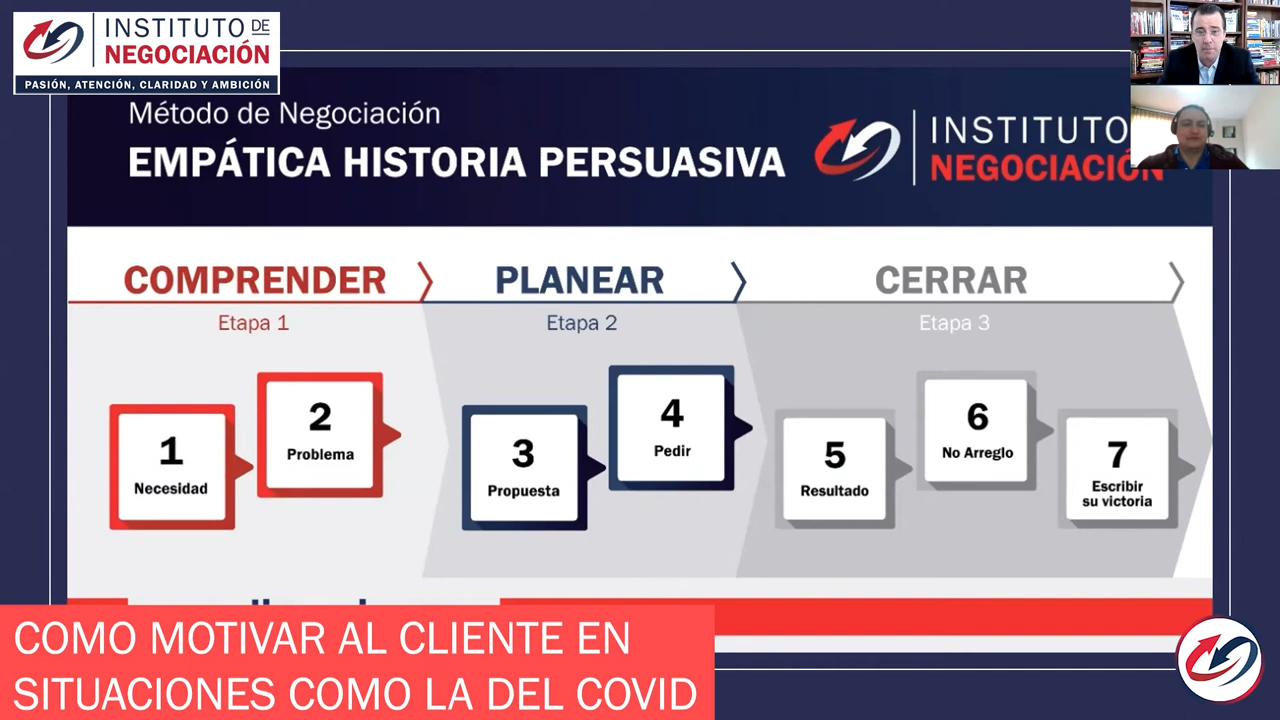 INSTITUTO DE
NEGOCIACIÓN
PASIÓN, ATENCIÓN, CLARIDAD Y AMBICIÓN
Método de Negociación
EMPÁTICA HISTORIA PERSUASIVA
INSTITUTO
NEGOCIACIÓN
COMPRENDER
PLANEAR
CERRAR
Etapa 1
Etapa 2
Etapa 3
1
Necesidad
2
Problema
3
Propuesta
4
Pedir
5
Resultado
6
No Arreglo
7
Escribir
su victoria
COMO MOTIVAR AL CLIENTE EN
SITUACIONES COMO LA DEL COVID